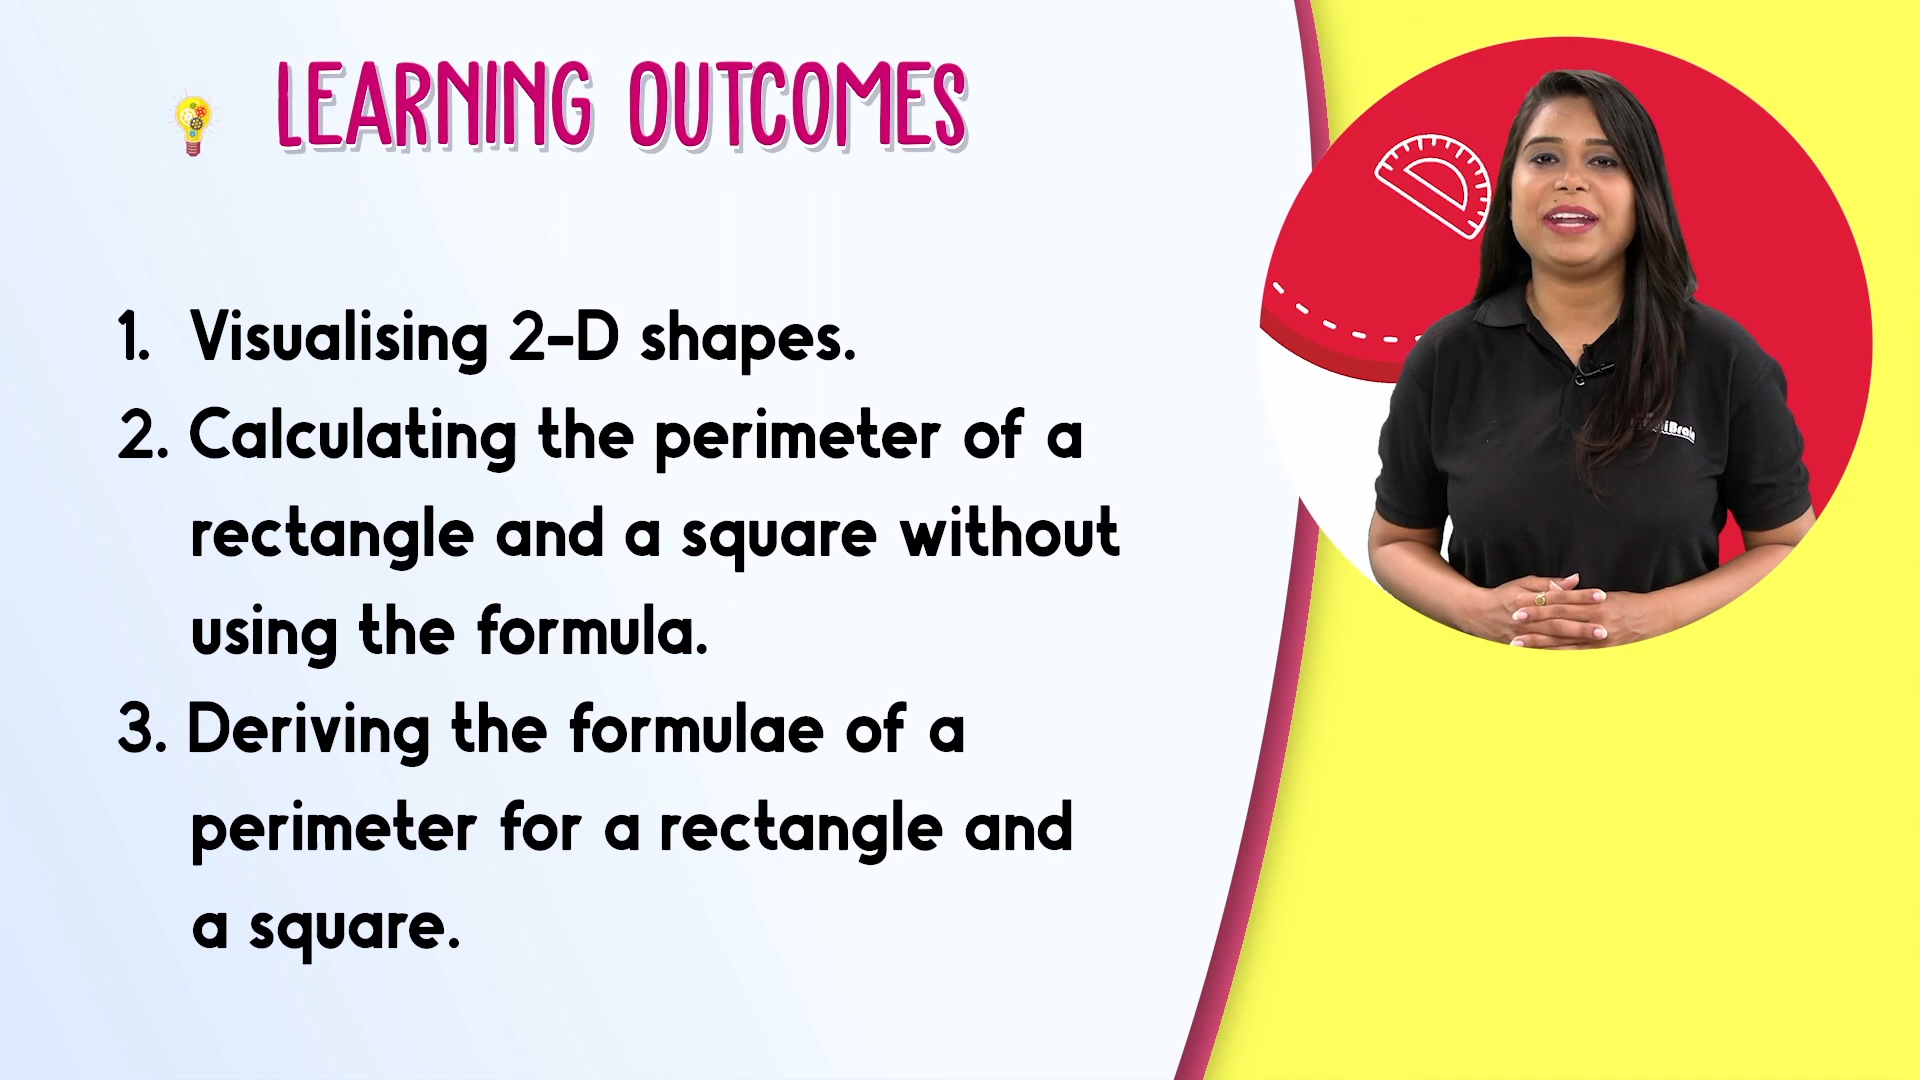 LEARNING OUTCOMES
1. Visualising 2-D shapes.
2. Calculating the perimeter of a
rectangle and a square without
using the formula.
3. Deriving the formulae of a
perimeter for a rectangle and
a square.